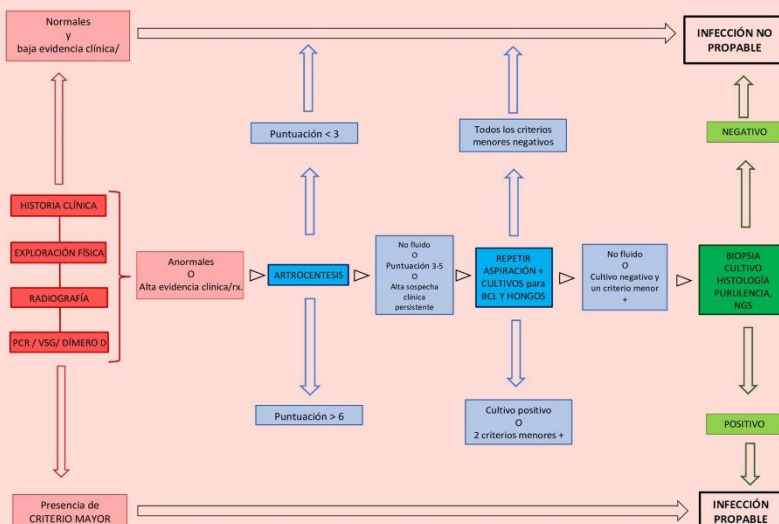 Normales
y
baja evidencia clínica/
INFECCIÓN NO
PROPABLE
Puntuación < 3
Todos los criterios
menores negativos
NEGATIVO
HISTORIA CLÍNICA
EXPLORACIÓN FÍSICA
RADIOGRAFÍA
PCR / VSG/ DÍMERO D
Anormales
O
Alta evidencia clínica/rx.
ARTROCENTESIS
No fluido
O
Puntuación 3-5
O
Alta sospecha
clínica
persistente
REPETIR
ASPIRACIÓN +
CULTIVOS para
BCL Y HONGOS
No fluido
O
Cultivo negativo y
un criterio menor
+
BIOPSIA
CULTIVO
HISTOLOGÍA
PURULENCIA,
NGS
Puntuación > 6
Cultivo positivo
O
2 criterios menores +
POSITIVO
Presencia de
CRITERIO MAYOR
INFECCIÓN
PROPABLE